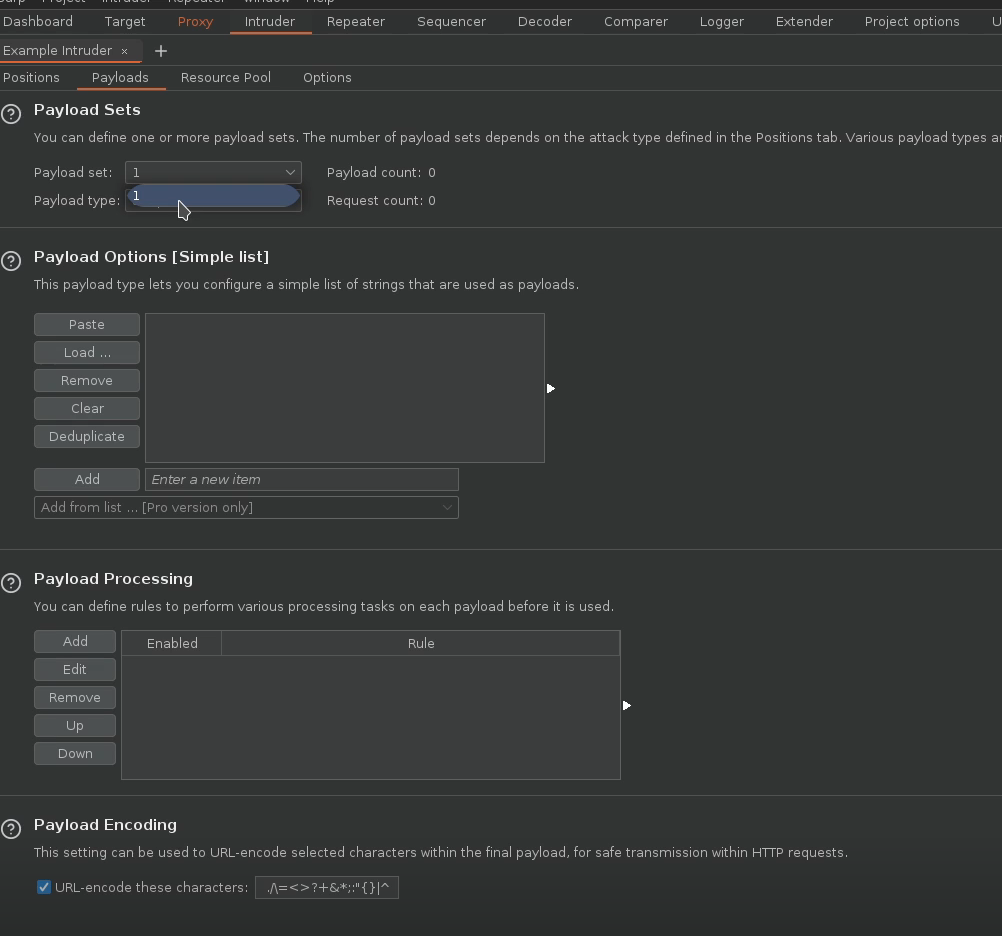 Dashboard Target Proxy Intruder Repeater Sequencer Decoder Comparer Logger Extender Project options
Example Intruder × +
Positions Payloads Resource Pool Options
? Payload Sets
You can define one or more payload sets. The number of payload sets depends on the attack type defined in the Positions tab. Various payload types
Payload set: 1 Payload count: 0
1
Payload type: Request count: 0
? Payload Options [Simple list]
This payload type lets you configure a simple list of strings that are used as payloads.
Paste
Load ...
Remove
Clear
Deduplicate
Add Enter a new item
Add from list ... [Pro version only]
? Payload Processing
You can define rules to perform various processing tasks on each payload before it is used.
Add Enabled Rule
Edit
Remove
Up
Down
? Payload Encoding
This setting can be used to URL-encode selected characters within the final payload, for safe transmission within HTTP requests.
URL-encode these characters: ./\=<>?+&*;:"{}|^